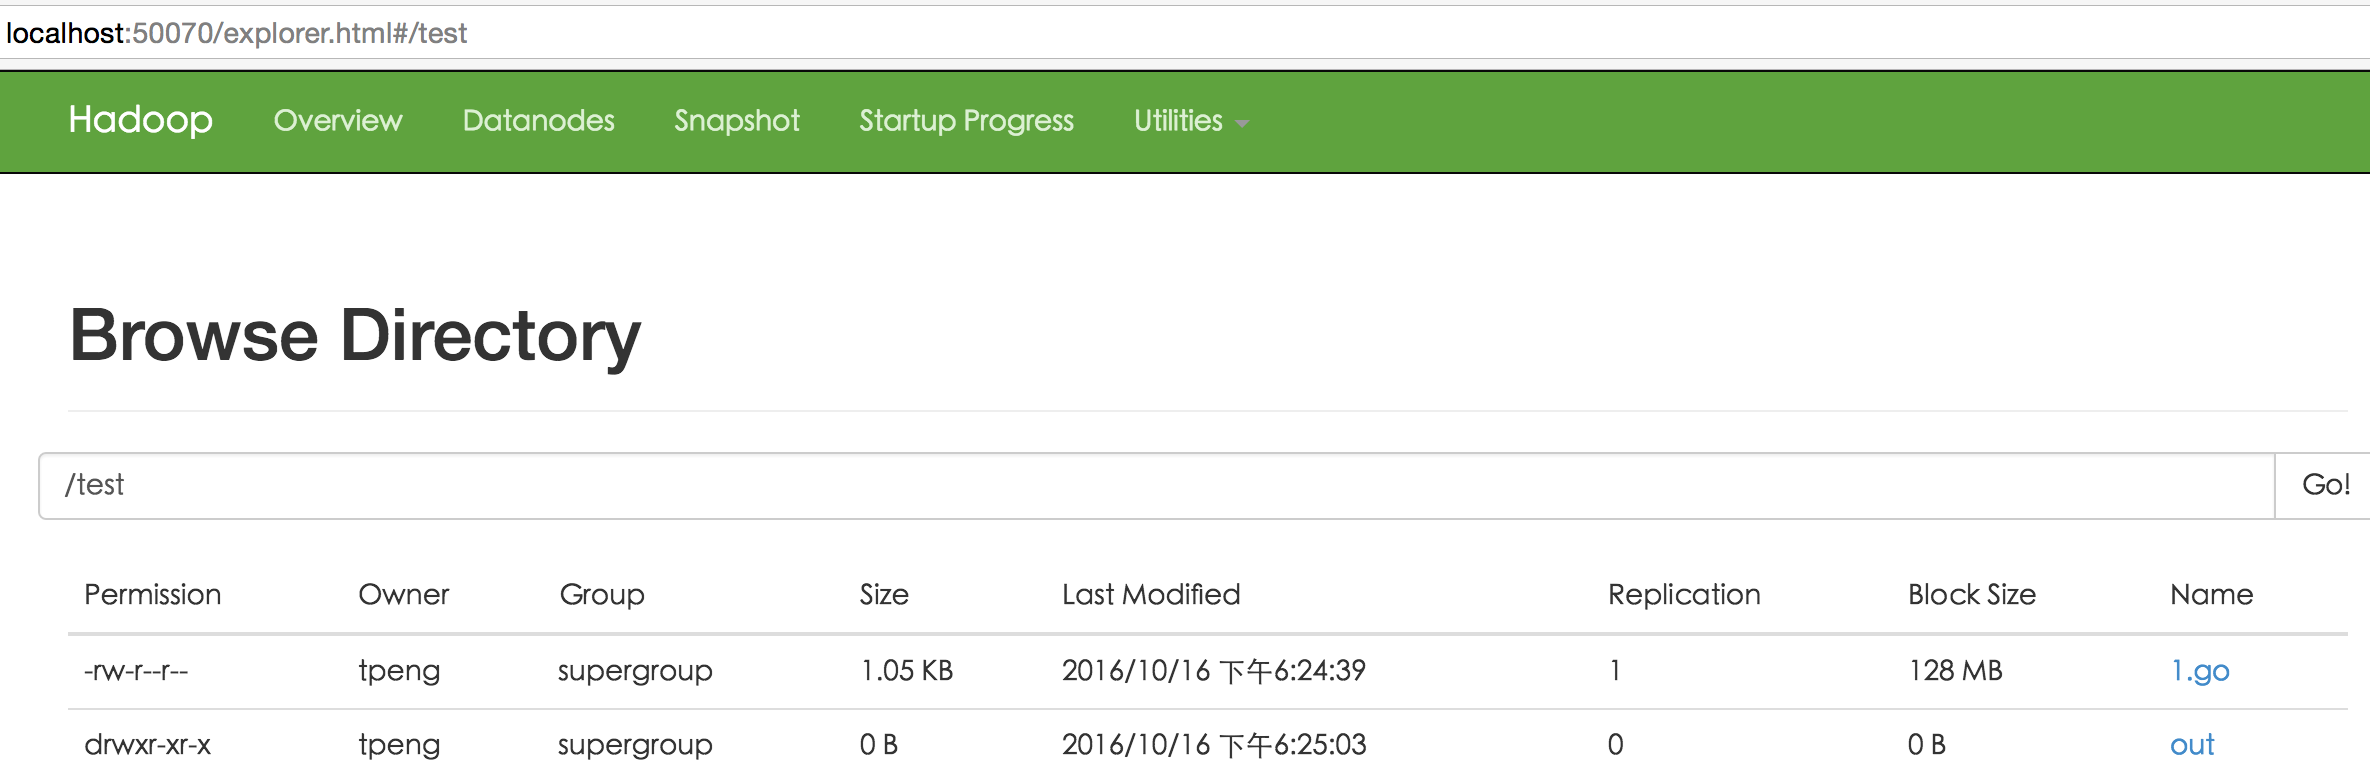 localhost:50070/explorer.html#/test
Hadoop Overview Datanodes Snapshot Startup Progress Utilities
Browse Directory
/test Go!
Permission Owner Group Size Last Modified Replication Block Size Name
-rw-r--r-- tpeng supergroup 1.05 KB 2016/10/16 下午6:24:39 1 128 MB 1.go
drwxr-xr-x tpeng supergroup 0 B 2016/10/16 下午6:25:03 0 0 B out